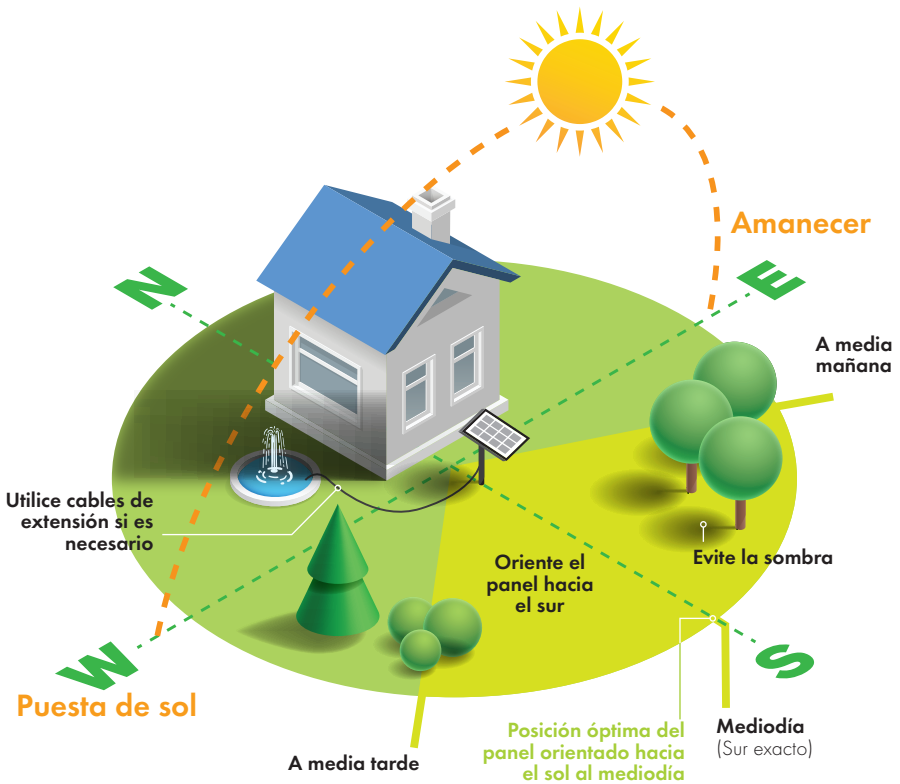 Amanecer
N
E
A media
mañana
Utilice cables de
extensión si es
necesario
Oriente el
panel hacia
el sur
Evite la sombra
W
S
Puesta de sol
A media tarde
Posición óptima del
panel orientado hacia
el sol al mediodía
Mediodía
(Sur exacto)